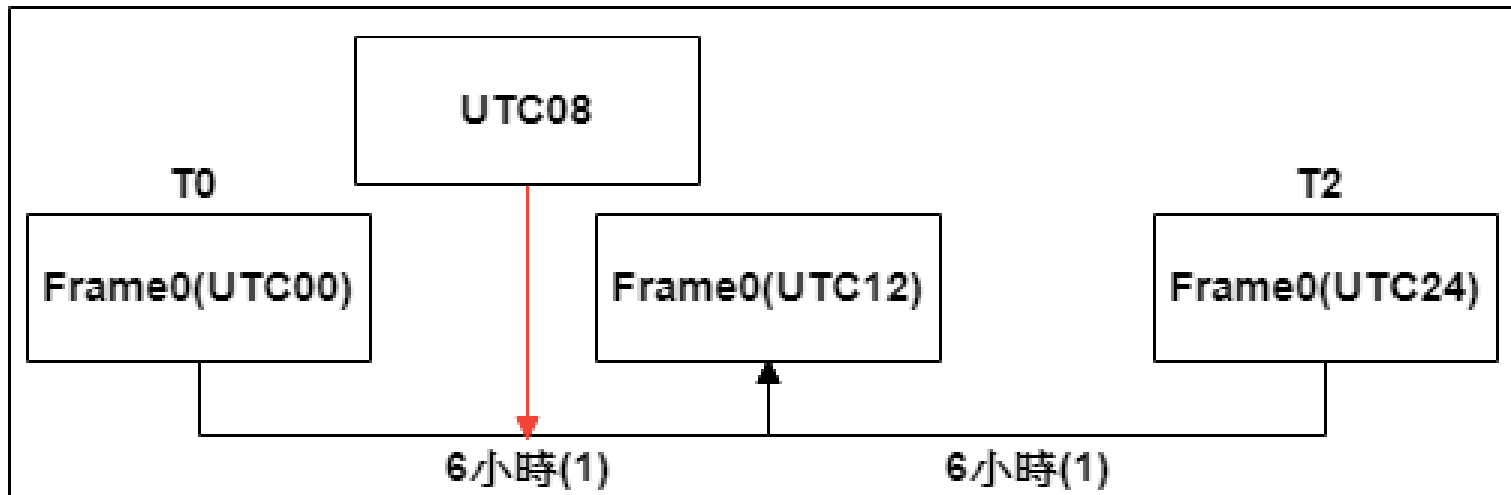 UTC08
T0
T2
Frame0(UTC00)
Frame0(UTC12)
Frame0(UTC24)
6小時(1)
6小時(1)